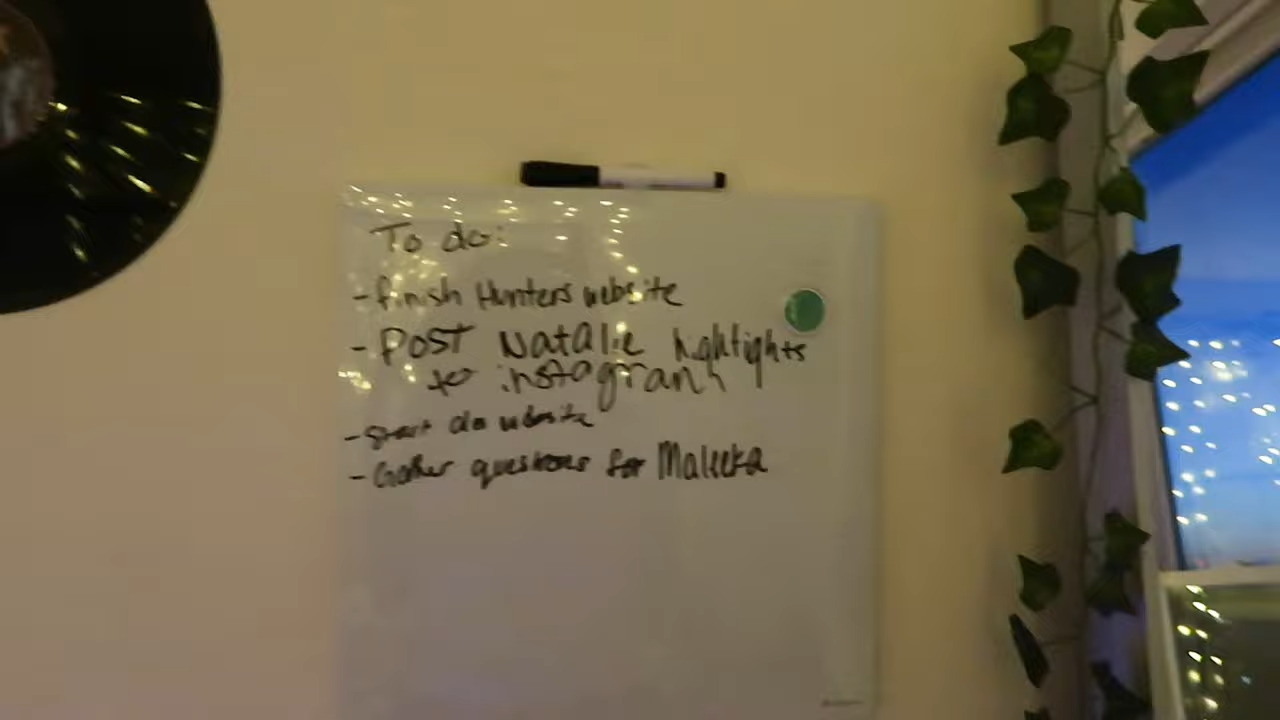 To do:
- finish Hunters website
- POST Natalie highlights
to instagram
- start website
- Gather questions for Maleeka